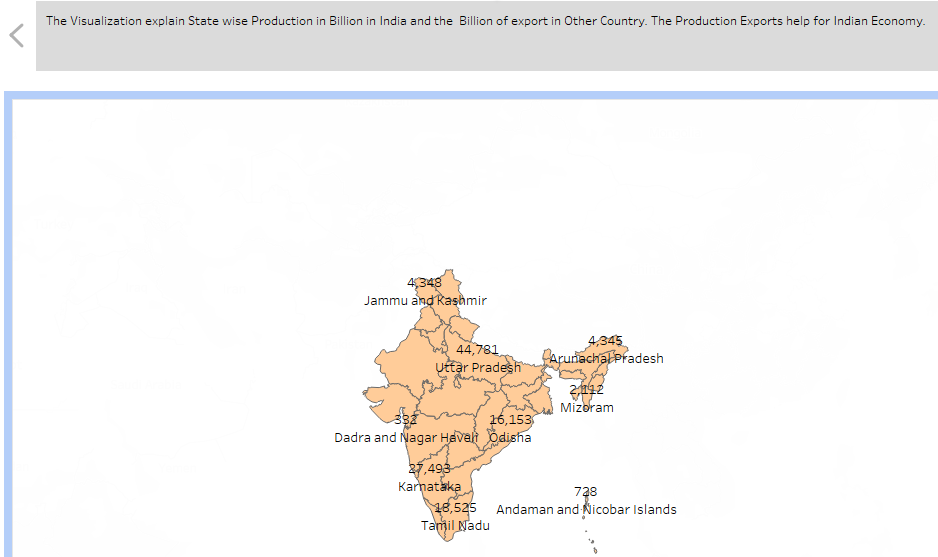 The Visualization explain State wise Production in Billion in India and the  Billion of export in Other Country. The Production Exports help for Indian Economy.
4,348
Jammu and Kashmir
4,345
Arunachal Pradesh
44,781
Uttar Pradesh
2,112
Mizoram
332
Dadra and Nagar Haveli
16,153
Odisha
27,493
Karnataka
728
Andaman and Nicobar Islands
18,525
Tamil Nadu